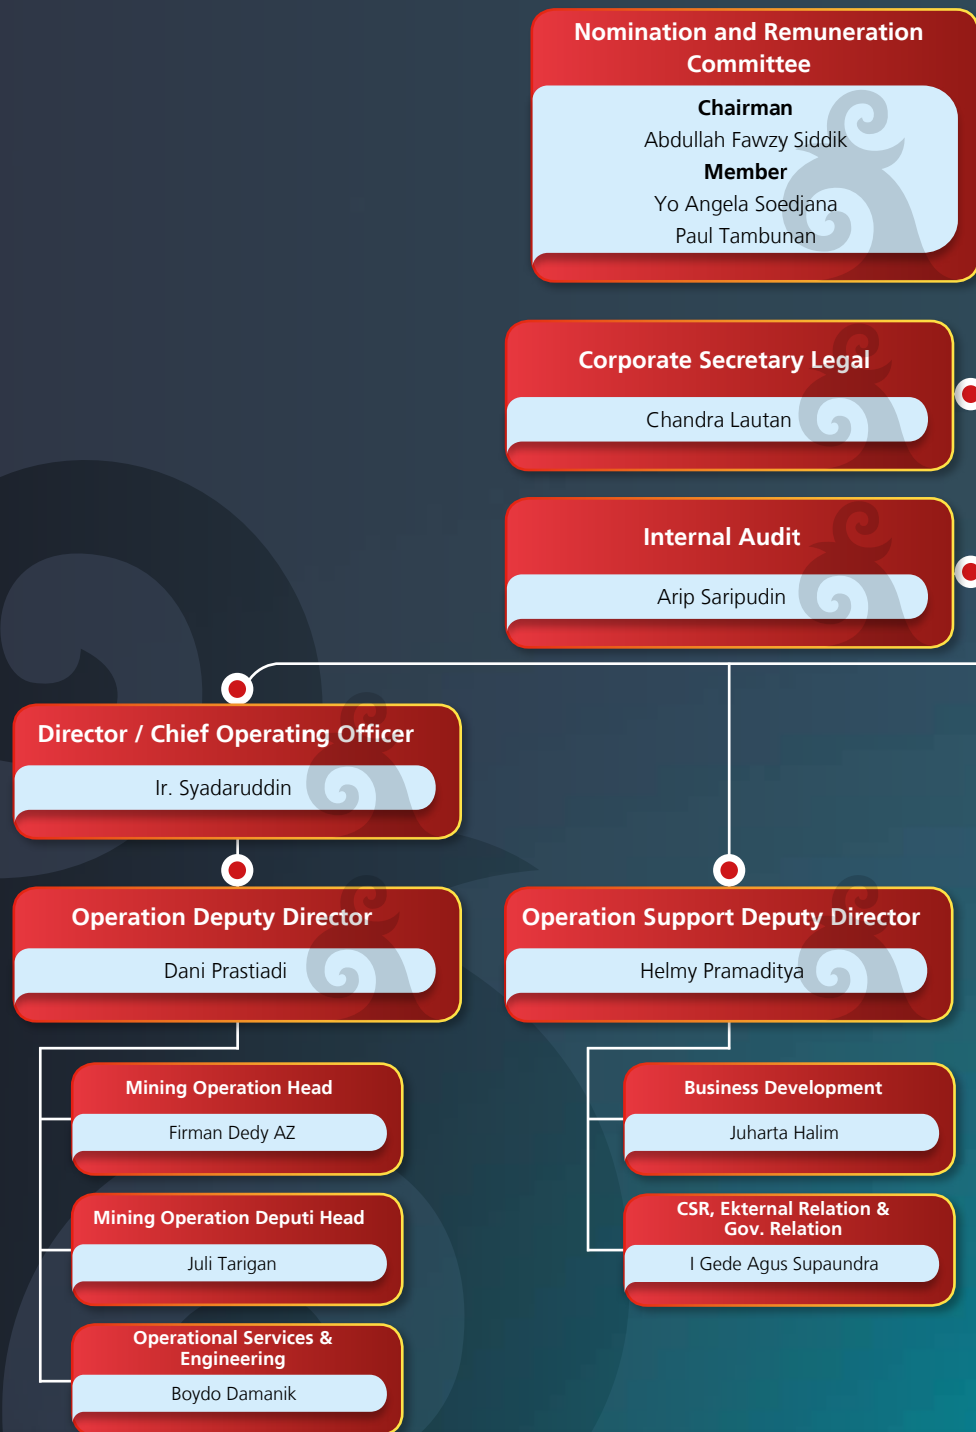 Nomination and Remuneration
Committee
Chairman
Abdullah Fawzy Siddik
Member
Yo Angela Soedjana
Paul Tambunan
Corporate Secretary Legal
Chandra Lautan
Internal Audit
Arip Saripudin
Director / Chief Operating Officer
Ir. Syadaruddin
Operation Deputy Director
Dani Prastiadi
Mining Operation Head
Firman Dedy AZ
Mining Operation Deputi Head
Juli Tarigan
Operational Services &
Engineering
Boydo Damanik
Operation Support Deputy Director
Helmy Pramaditya
Business Development
Juharta Halim
CSR, Ekternal Relation &
Gov. Relation
I Gede Agus Supaundra